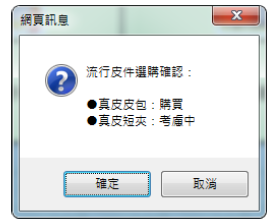 網頁訊息
流行皮件選購確認：
●真皮皮包：購買
●真皮短夾：考慮中
確定
取消